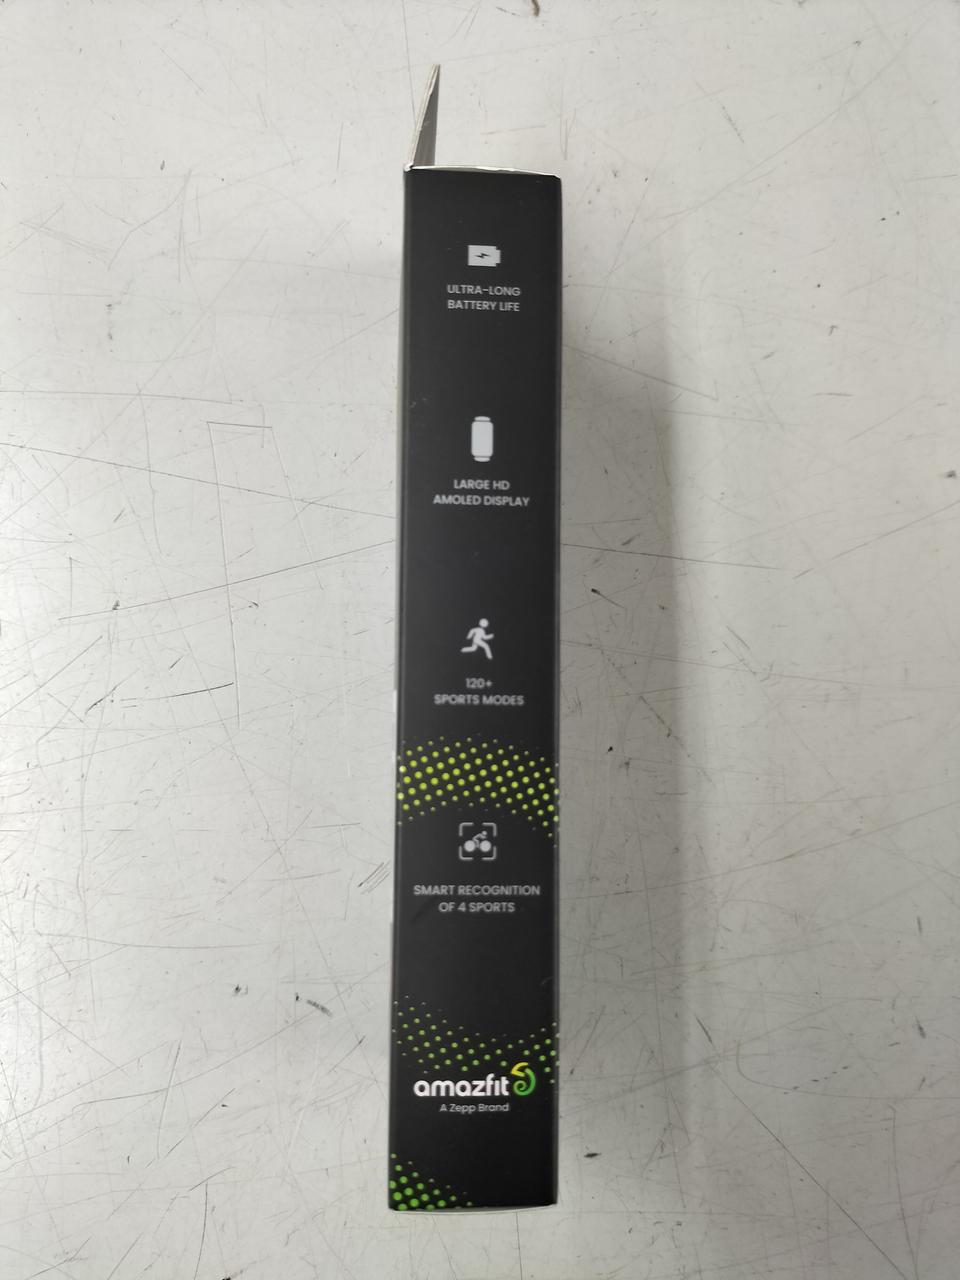 ULTRA-LONG
BATTERY LIFE
LARGE HD
AMOLED DISPLAY
120+
SPORTS MODES
SMART RECOGNITION
OF 4 SPORTS
amazfit
A Zepp Brand